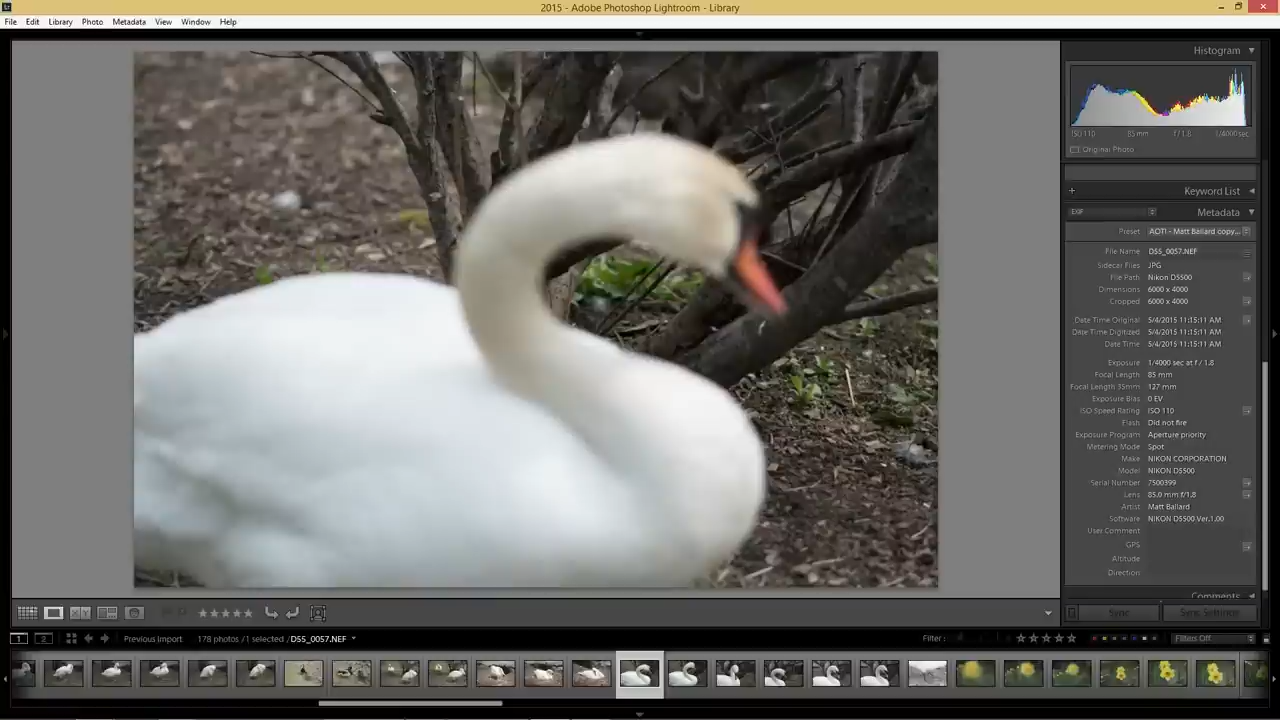 2015 - Adobe Photoshop Lightroom - Library
File Edit Library Photo Metadata View Window Help
Histogram
ISO 110 85 mm f / 1.8 1/4000 sec
Original Photo
Keyword List
EXIF Metadata
Preset AOTI - Matt Ballard copy...
File Name D55_0057.NEF
Sidecar Files JPG
File Path Nikon D5500
Dimensions 6000 x 4000
Cropped 6000 x 4000
Date Time Original 5/4/2015 11:15:11 AM
Date Time Digitized 5/4/2015 11:15:11 AM
Date Time 5/4/2015 11:15:11 AM
Exposure 1/4000 sec at f / 1.8
Focal Length 85 mm
Focal Length 35mm 127 mm
Exposure Bias 0 EV
ISO Speed Rating ISO 110
Flash Did not fire
Exposure Program Aperture priority
Metering Mode Spot
Make NIKON CORPORATION
Model NIKON D5500
Serial Number 7500399
Lens 85.0 mm f/1.8
Artist Matt Ballard
Software NIKON D5500 Ver.1.00
User Comment
GPS
Altitude
Direction
Comments
Sync Sync Settings
1 2 Previous Import 178 photos / 1 selected / D55_0057.NEF Filter : Filters Off